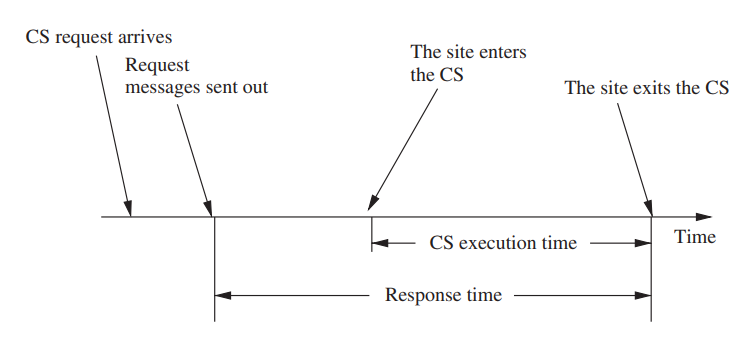 CS request arrives
Request
messages sent out
The site enters
the CS
The site exits the CS
CS execution time
Time
Response time